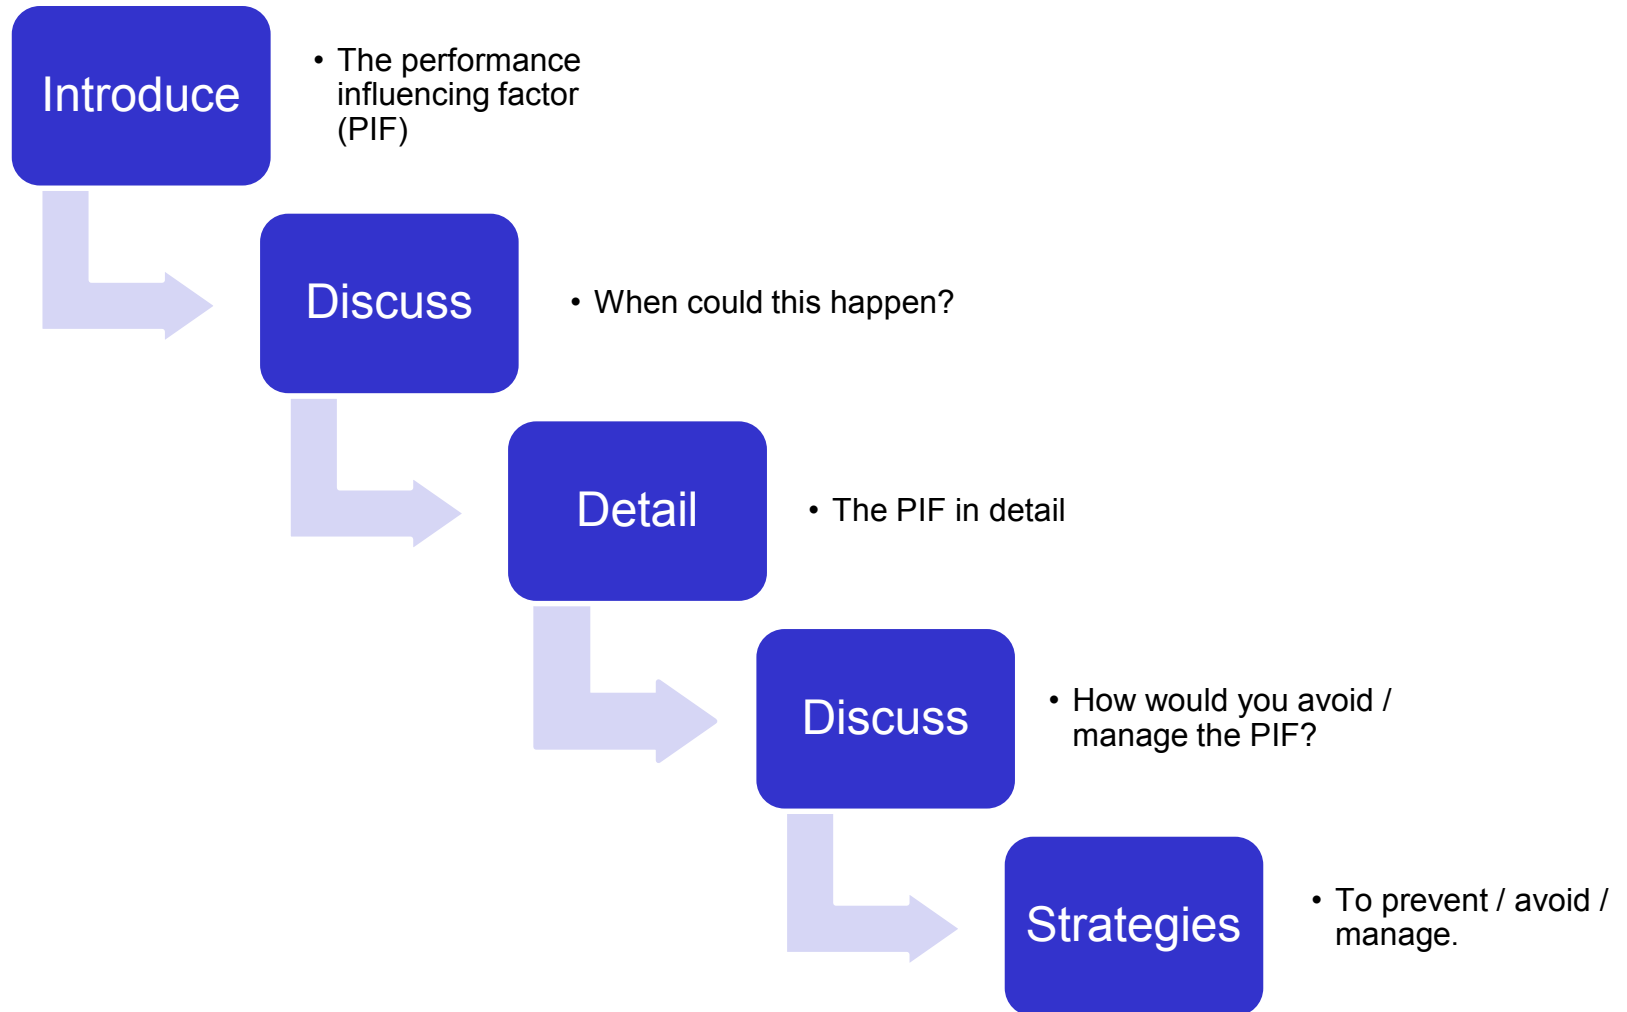 Introduce
• The performance
influencing factor
(PIF)
Discuss
• When could this happen?
Detail
• The PIF in detail
Discuss
• How would you avoid /
manage the PIF?
Strategies
• To prevent / avoid /
manage.